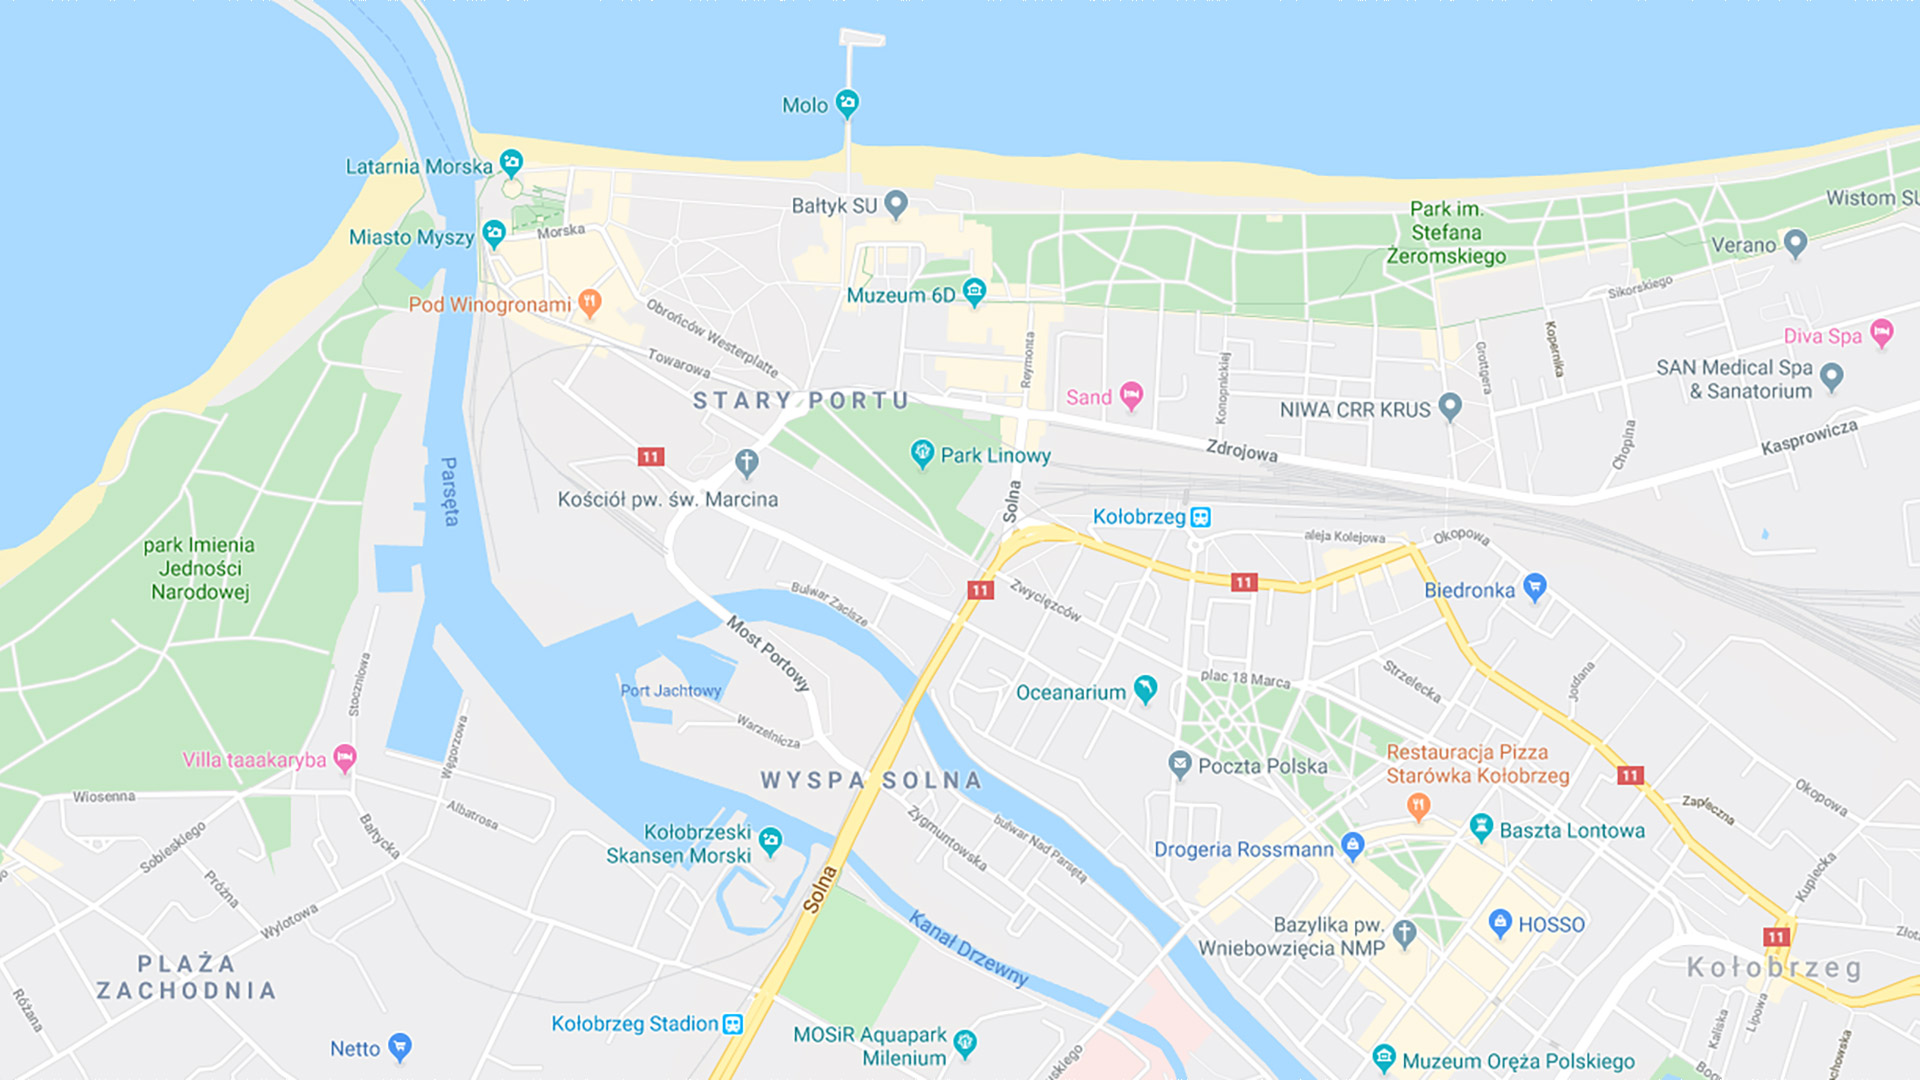 Molo
Latarnia Morska
Bałtyk SU
Park im.
Stefana
Żeromskiego
Wistom SU
Miasto Myszy
Morska
Verano
Muzeum 6D
Sikorskiego
Pod Winogronami
Obrońców Westerplatte
Towarowa
Reymonta
Konopnickiej
Grottgera
Kopernika
Diva Spa
SAN Medical Spa
& Sanatorium
STARY PORTU
Sand
NIWA CRR KRUS
Zdrojowa
Chopina
Kasprowicza
11
Park Linowy
Parsęta
Kościół pw. św. Marcina
Solna
Kołobrzeg
aleja Kolejowa
Okopowa
park Imienia
Jedności
Narodowej
11
11
Biedronka
Bulwar Zacisze
Zwycięzców
Most Portowy
Stoczniowa
Port Jachtowy
Oceanarium
plac 18 Marca
Strzelecka
Jordana
Węgorzowa
Warzelnicza
Villa taaakaryba
WYSPA SOLNA
Poczta Polska
Restauracja Pizza
Starówka Kołobrzeg
11
Okopowa
Wiosenna
Albatrosa
Bałtycka
Sobieskiego
Kołobrzeski
Skansen Morski
Zygmuntowska
bulwar Nad Parsętą
Drogeria Rossmann
Baszta Lontowa
Zapleczna
Kupiecka
Próżna
Wylotowa
Solna
Kanał Drzewny
Bazylika pw.
Wniebowzięcia NMP
HOSSO
11
Złot
Kołobrzeg
PLAŻA
ZACHODNIA
Różana
Kołobrzeg Stadion
MOSiR Aquapark
Milenium
Netto
uskiego
Muzeum Oręża Polskiego
Kaliska
Lipowa
chowska
Bog